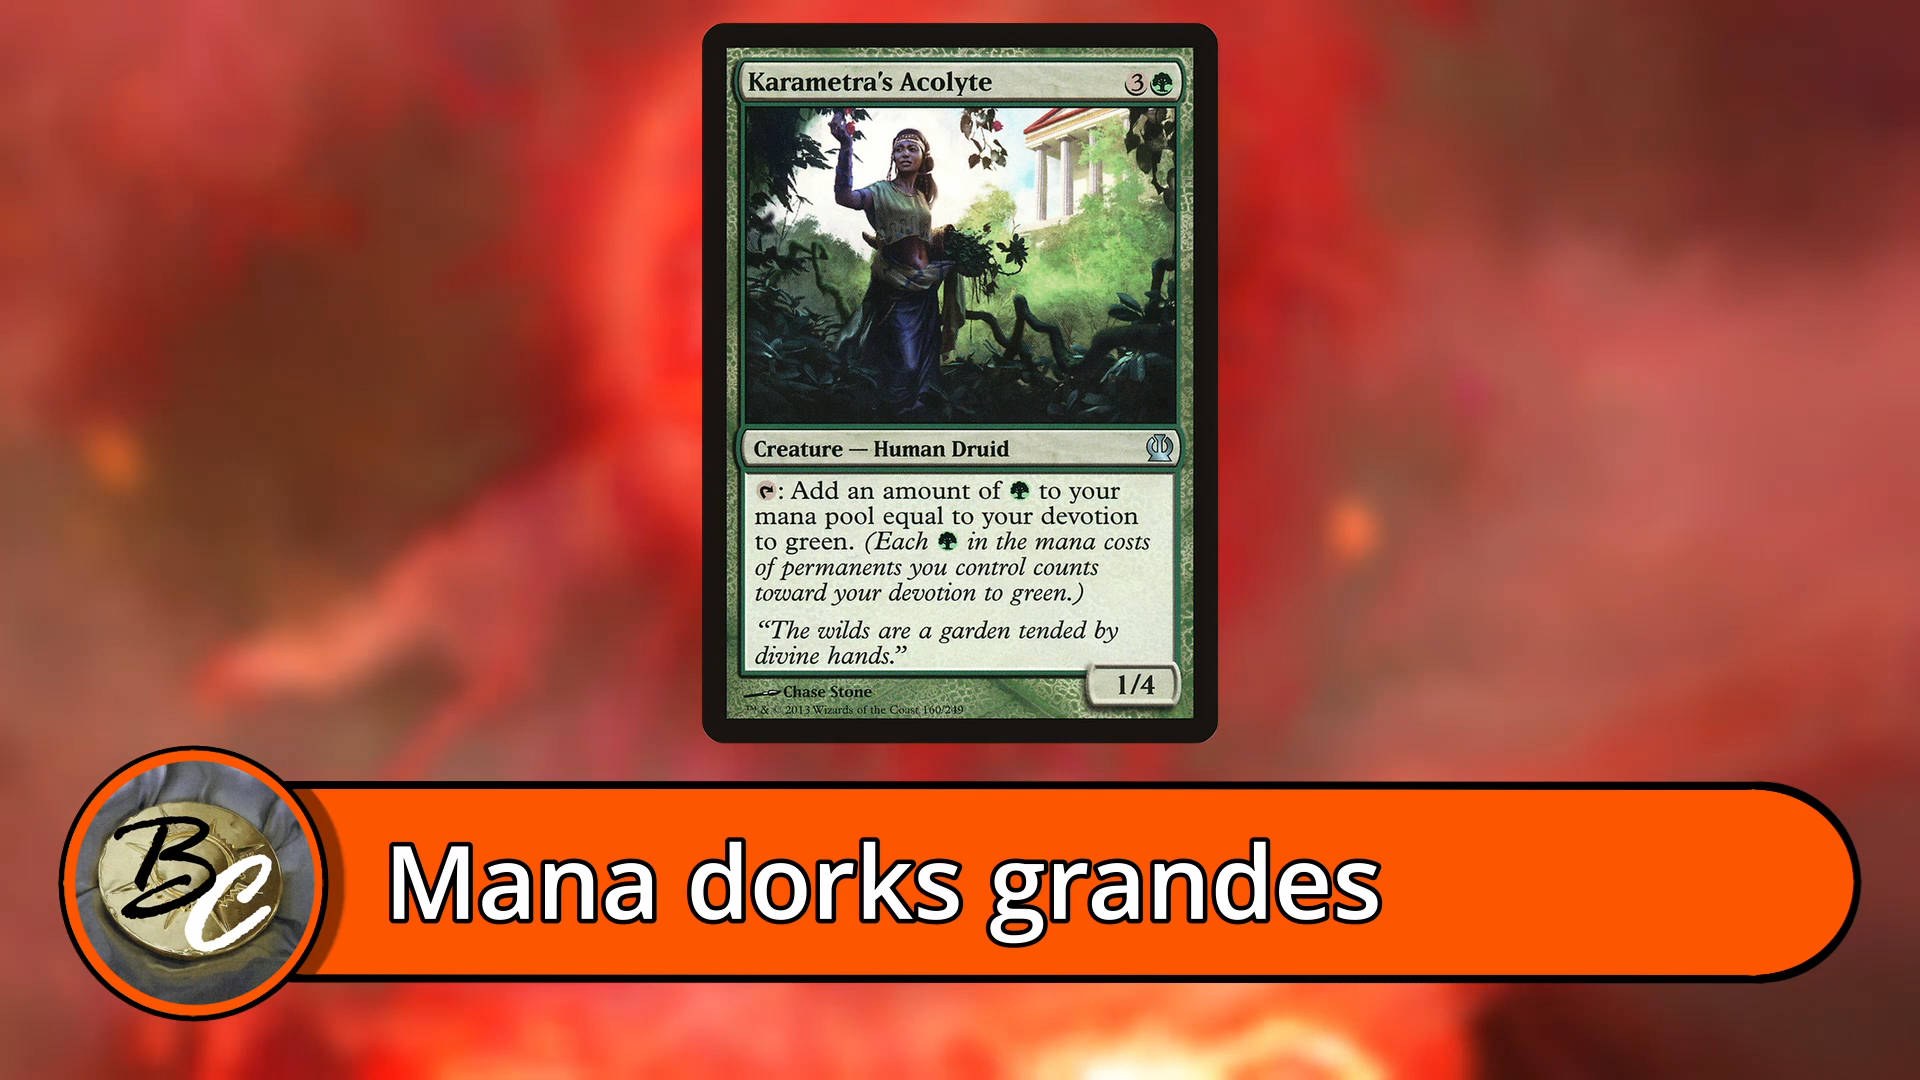 Karametra's Acolyte 3
Creature — Human Druid
: Add an amount of to your
mana pool equal to your devotion
to green. (Each in the mana costs
of permanents you control counts
toward your devotion to green.)
“The wilds are a garden tended by
divine hands.”
1/4
Chase Stone
™ & © 2013 Wizards of the Coast 160/249
BC
Mana dorks grandes